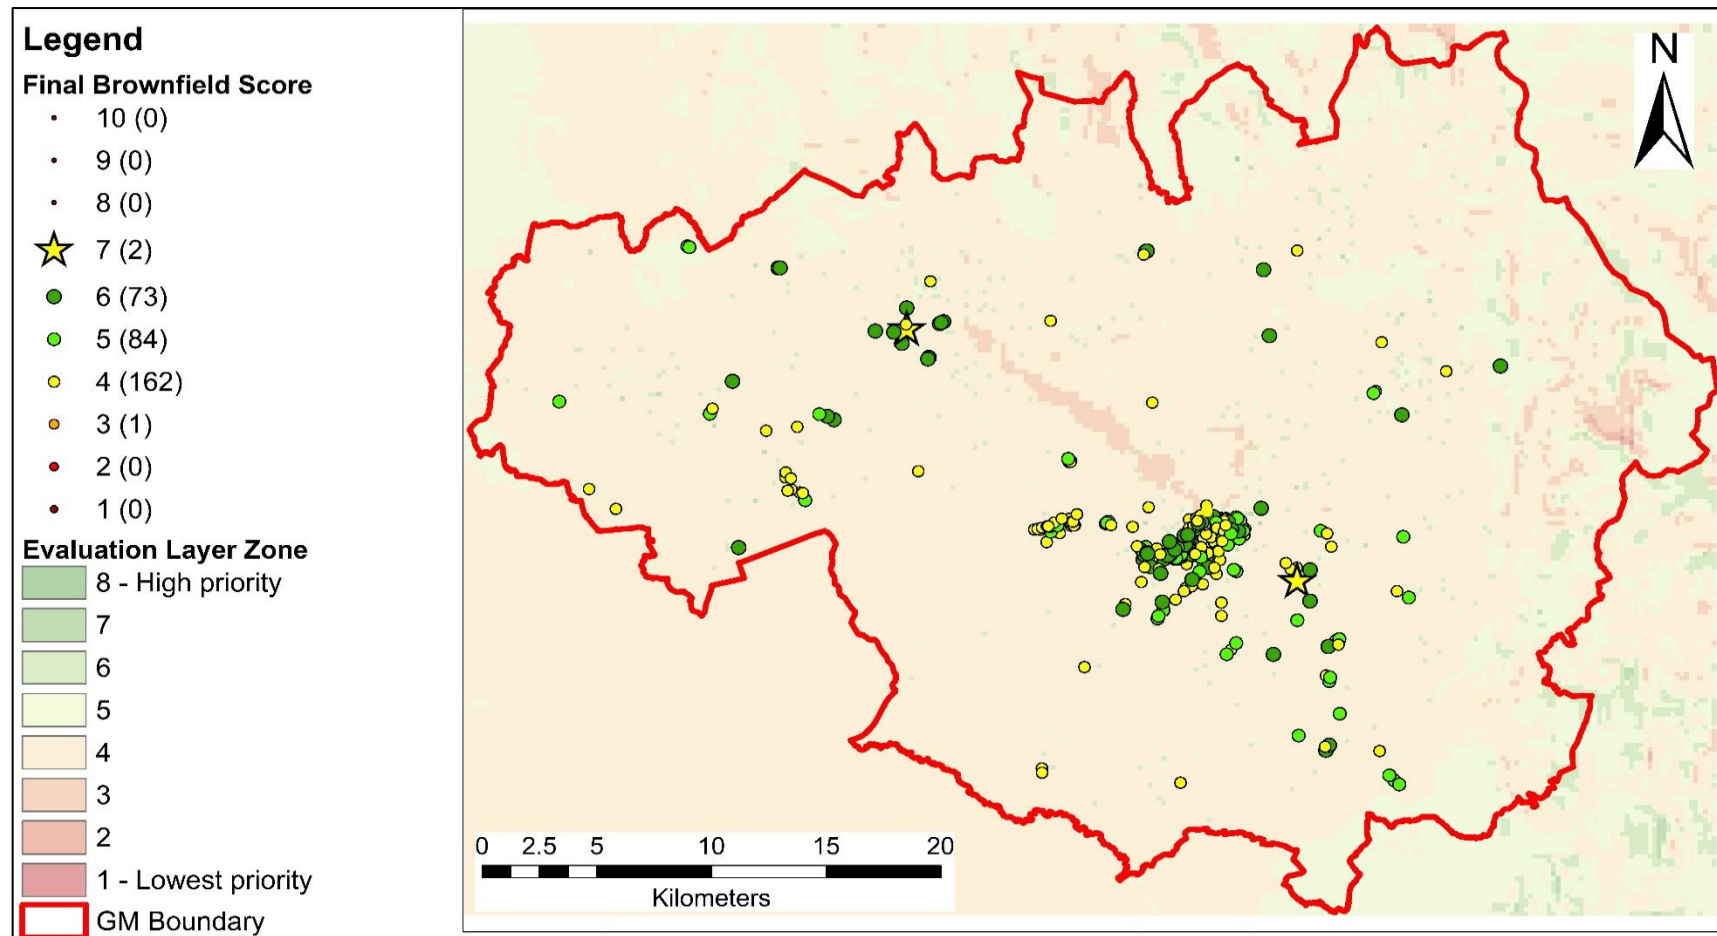 Legend
Final Brownfield Score
10 (0)
9 (0)
8 (0)
7 (2)
6 (73)
5 (84)
4 (162)
3 (1)
2 (0)
1 (0)
Evaluation Layer Zone
8 - High priority
7
6
5
4
3
2
1 - Lowest priority
GM Boundary
N
0 2.5 5 10 15 20
Kilometers